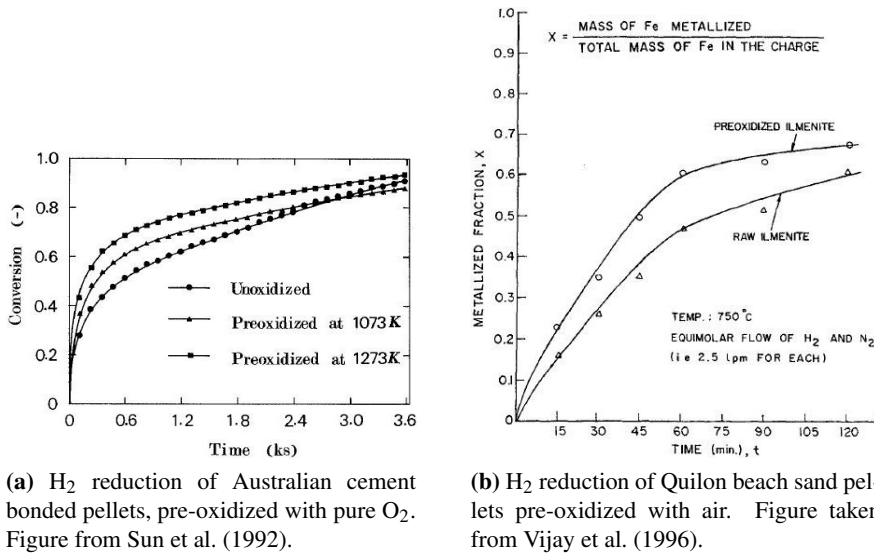 1.0
0.8
0.6
0.4
0.2
0
Conversion (-)
Unoxidized
Preoxidized at 1073K
Preoxidized at 1273K
0 0.6 1.2 1.8 2.4 3.0 3.6
Time (ks)
(a) H₂ reduction of Australian cement
bonded pellets, pre-oxidized with pure O₂.
Figure from Sun et al. (1992).
1.0
0.9
0.8
0.7
0.6
0.5
0.4
0.3
0.2
0.1
0
METALLIZED FRACTION, X
X = MASS OF Fe METALLIZED
TOTAL MASS OF Fe IN THE CHARGE
PREOXIDIZED ILMENITE
RAW ILMENITE
TEMP.: 750°C
EQUIMOLAR FLOW OF H₂ AND N₂
(i e 2.5 lpm FOR EACH)
15 30 45 60 75 90 105 120
TIME (min.), t
(b) H₂ reduction of Quilon beach sand pel-
lets pre-oxidized with air. Figure taken
from Vijay et al. (1996).